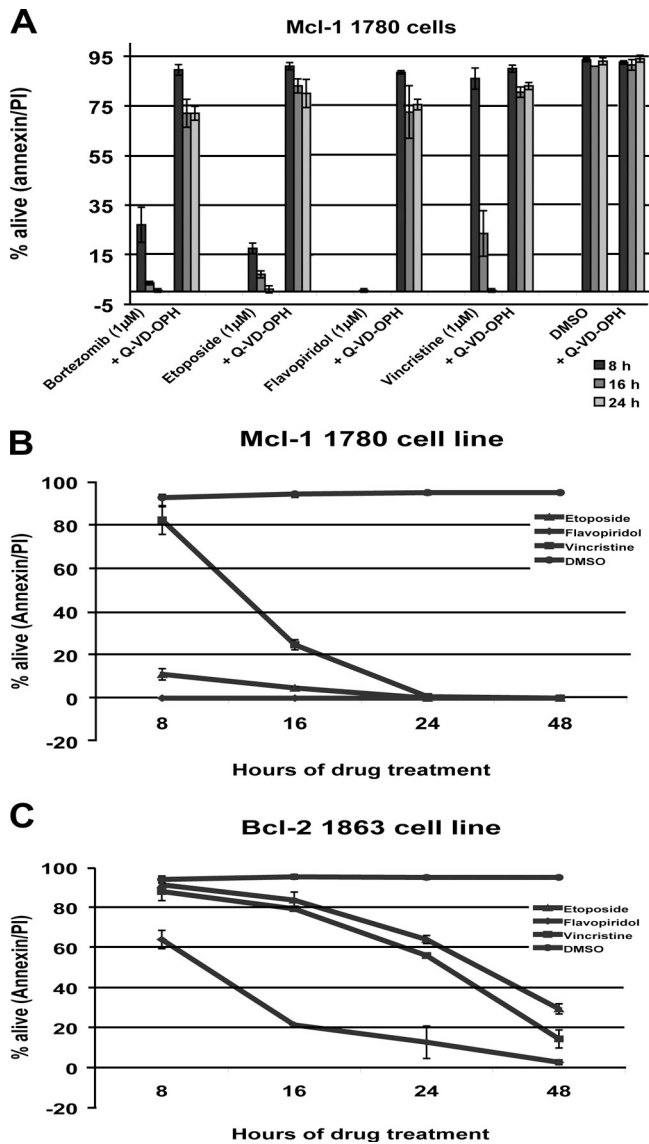 A
Mcl-1 1780 cells
% alive (annexin/PI)
95
75
55
35
15
-5
Bortezomib (1µM)
+ Q-VD-OPH
Etoposide (1µM)
+ Q-VD-OPH
Flavopiridol (1µM)
+ Q-VD-OPH
Vincristine (1µM)
+ Q-VD-OPH
DMSO
+ Q-VD-OPH
8 h
16 h
24 h
B
Mcl-1 1780 cell line
% alive (Annexin/PI)
100
80
60
40
20
0
-20
Etoposide
Flavopiridol
Vincristine
DMSO
8 16 24 48
Hours of drug treatment
C
Bcl-2 1863 cell line
% alive (Annexin/PI)
100
80
60
40
20
0
-20
Etoposide
Flavopiridol
Vincristine
DMSO
8 16 24 48
Hours of drug treatment